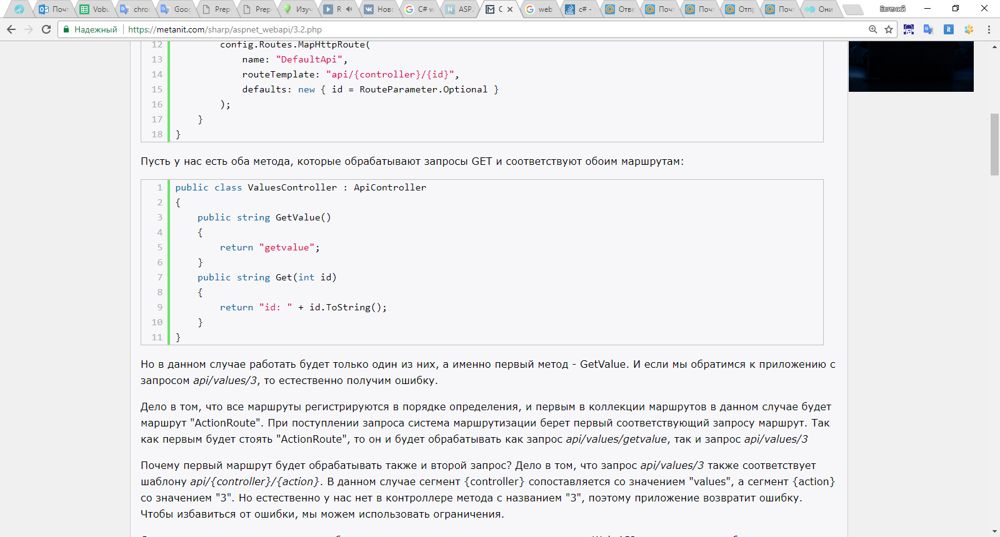 Почт
Vobu
chro
Goog
Prep
Prep
Изуч
R
Новс
C# w
ASP.
C
web
c# -
Отве
Почт
Почт
Отпр
Почт
Они
Евгений
Надежный https://metanit.com/sharp/aspnet_webapi/3.2.php
12 config.Routes.MapHttpRoute(
13 name: "DefaultApi",
14 routeTemplate: "api/{controller}/{id}",
15 defaults: new { id = RouteParameter.Optional }
16 );
17 }
18 }
Пусть у нас есть оба метода, которые обрабатывают запросы GET и соответствуют обоим маршрутам:
1 public class ValuesController : ApiController
2 {
3 public string GetValue()
4 {
5 return "getvalue";
6 }
7 public string Get(int id)
8 {
9 return "id: " + id.ToString();
10 }
11 }
Но в данном случае работать будет только один из них, а именно первый метод - GetValue. И если мы обратимся к приложению с
запросом api/values/3, то естественно получим ошибку.
Дело в том, что все маршруты регистрируются в порядке определения, и первым в коллекции маршрутов в данном случае будет
маршрут "ActionRoute". При поступлении запроса система маршрутизации берет первый соответствующий запросу маршрут. Так
как первым будет стоять "ActionRoute", то он и будет обрабатывать как запрос api/values/getvalue, так и запрос api/values/3
Почему первый маршрут будет обрабатывать также и второй запрос? Дело в том, что запрос api/values/3 также соответствует
шаблону api/{controller}/{action}. В данном случае сегмент {controller} сопоставляется со значением "values", а сегмент {action}
со значением "3". Но естественно у нас нет в контроллере метода с названием "3", поэтому приложение возвратит ошибку.
Чтобы избавиться от ошибки, мы можем использовать ограничения.